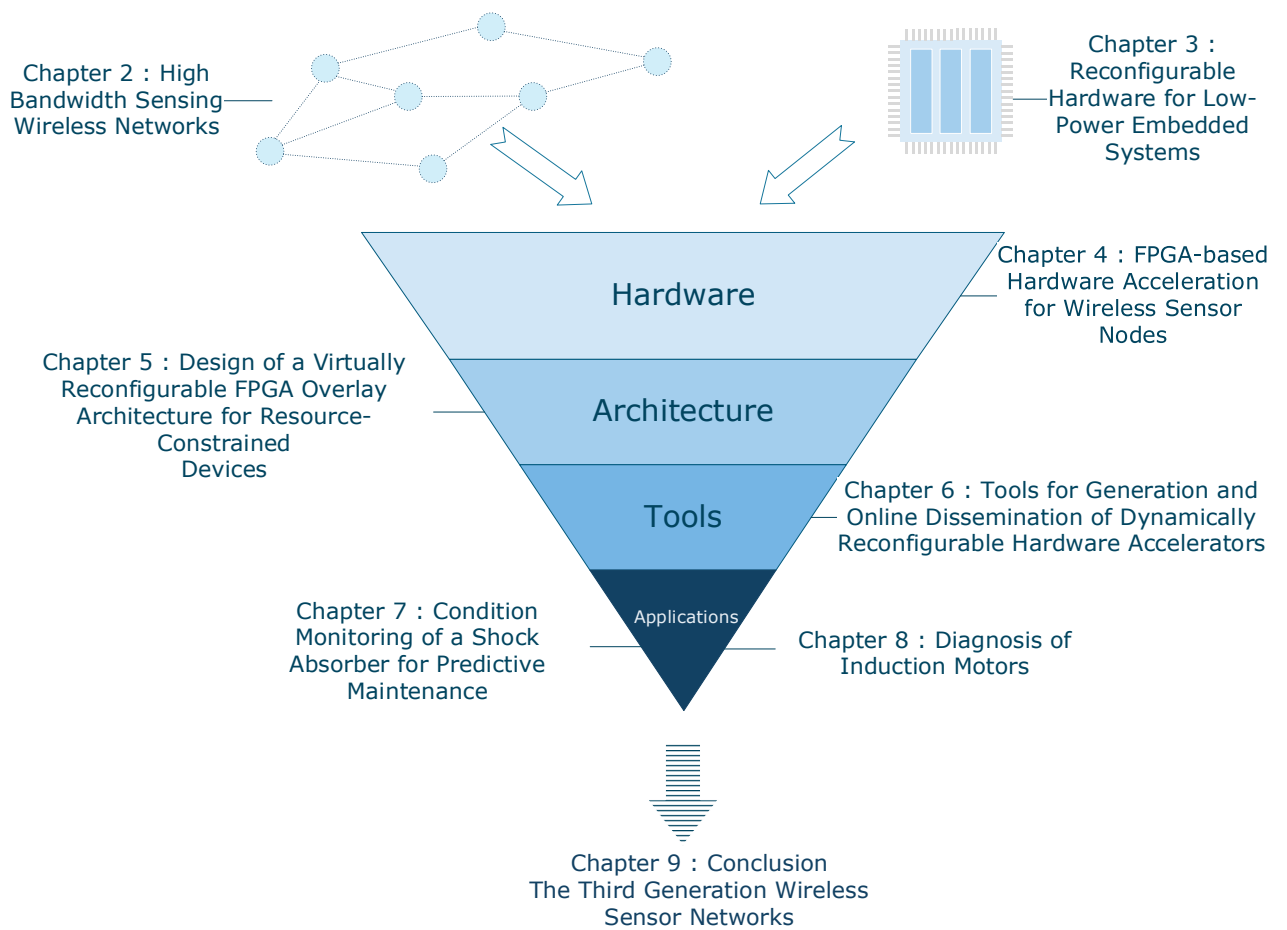 Chapter 2 : High
Bandwidth Sensing
Wireless Networks
Chapter 3 :
Reconfigurable
Hardware for Low-
Power Embedded
Systems
Hardware
Chapter 4 : FPGA-based
Hardware Acceleration
for Wireless Sensor
Nodes
Chapter 5 : Design of a Virtually
Reconfigurable FPGA Overlay
Architecture for Resource-
Constrained
Devices
Architecture
Tools
Chapter 6 : Tools for Generation and
Online Dissemination of Dynamically
Reconfigurable Hardware Accelerators
Chapter 7 : Condition
Monitoring of a Shock
Absorber for Predictive
Maintenance
Applications
Chapter 8 : Diagnosis of
Induction Motors
Chapter 9 : Conclusion
The Third Generation Wireless
Sensor Networks